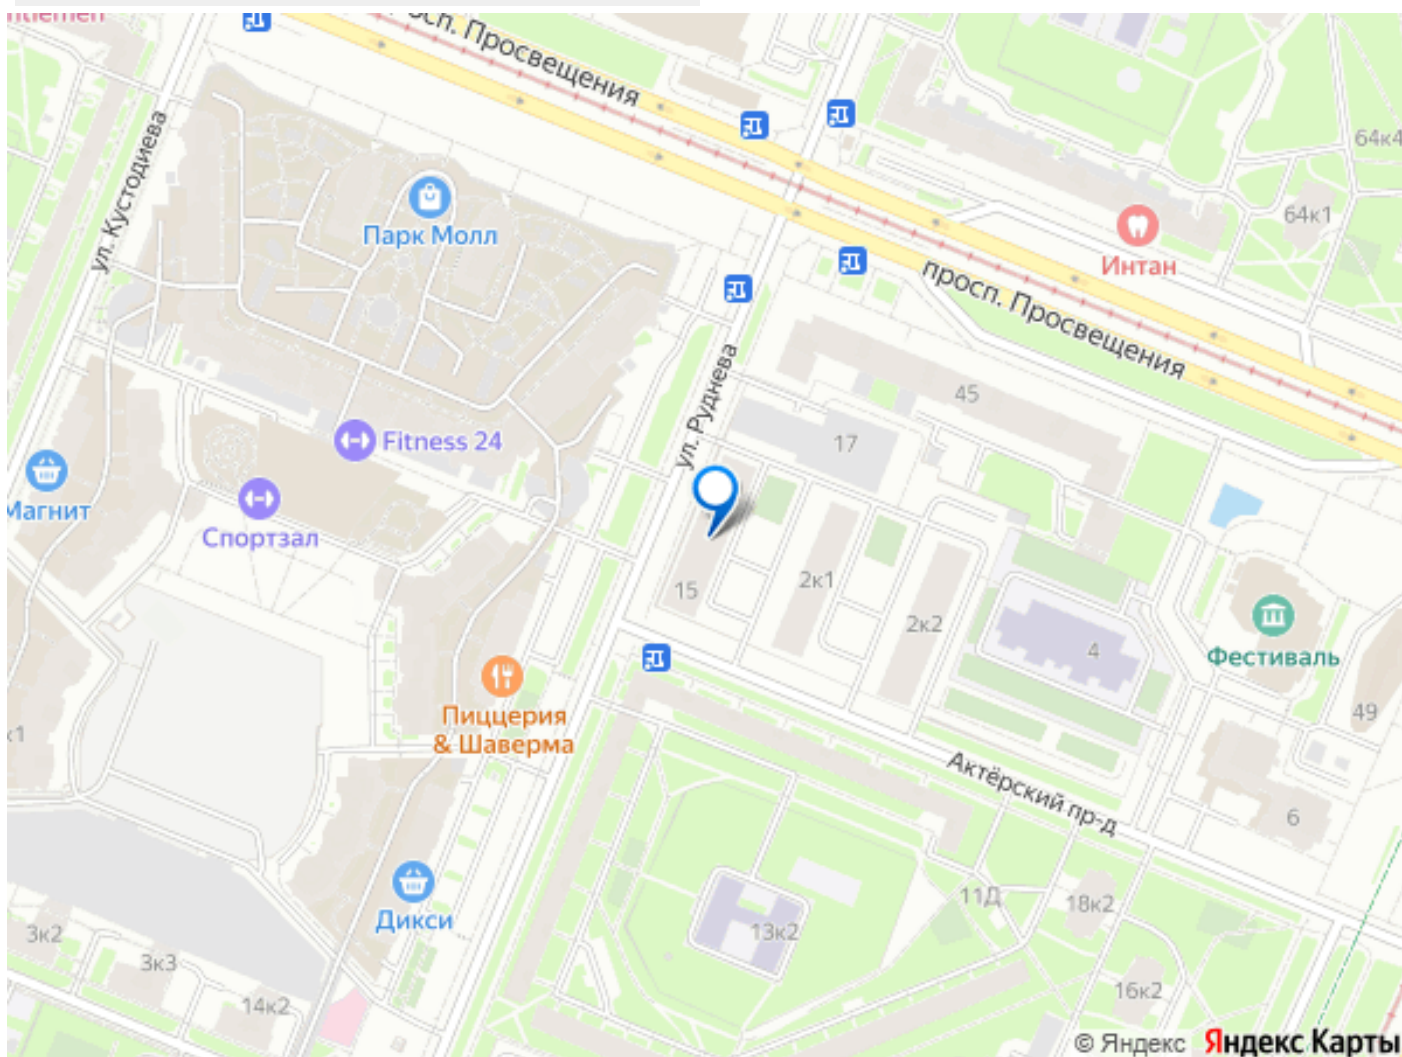 просп. Просвещения
ул. Кустодиева
Парк Молл
64к4
64к1
Интан
просп. Просвещения
ул. Руднева
45
17
Fitness 24
Магнит
Спортзал
15
2к1
2к2
4
Фестиваль
49
Пиццерия
& Шаверма
Актёрский пр-д
6
Дикси
11Д
18к2
13к2
3к2
3к3
14к2
16к2
© Яндекс Яндекс Карты